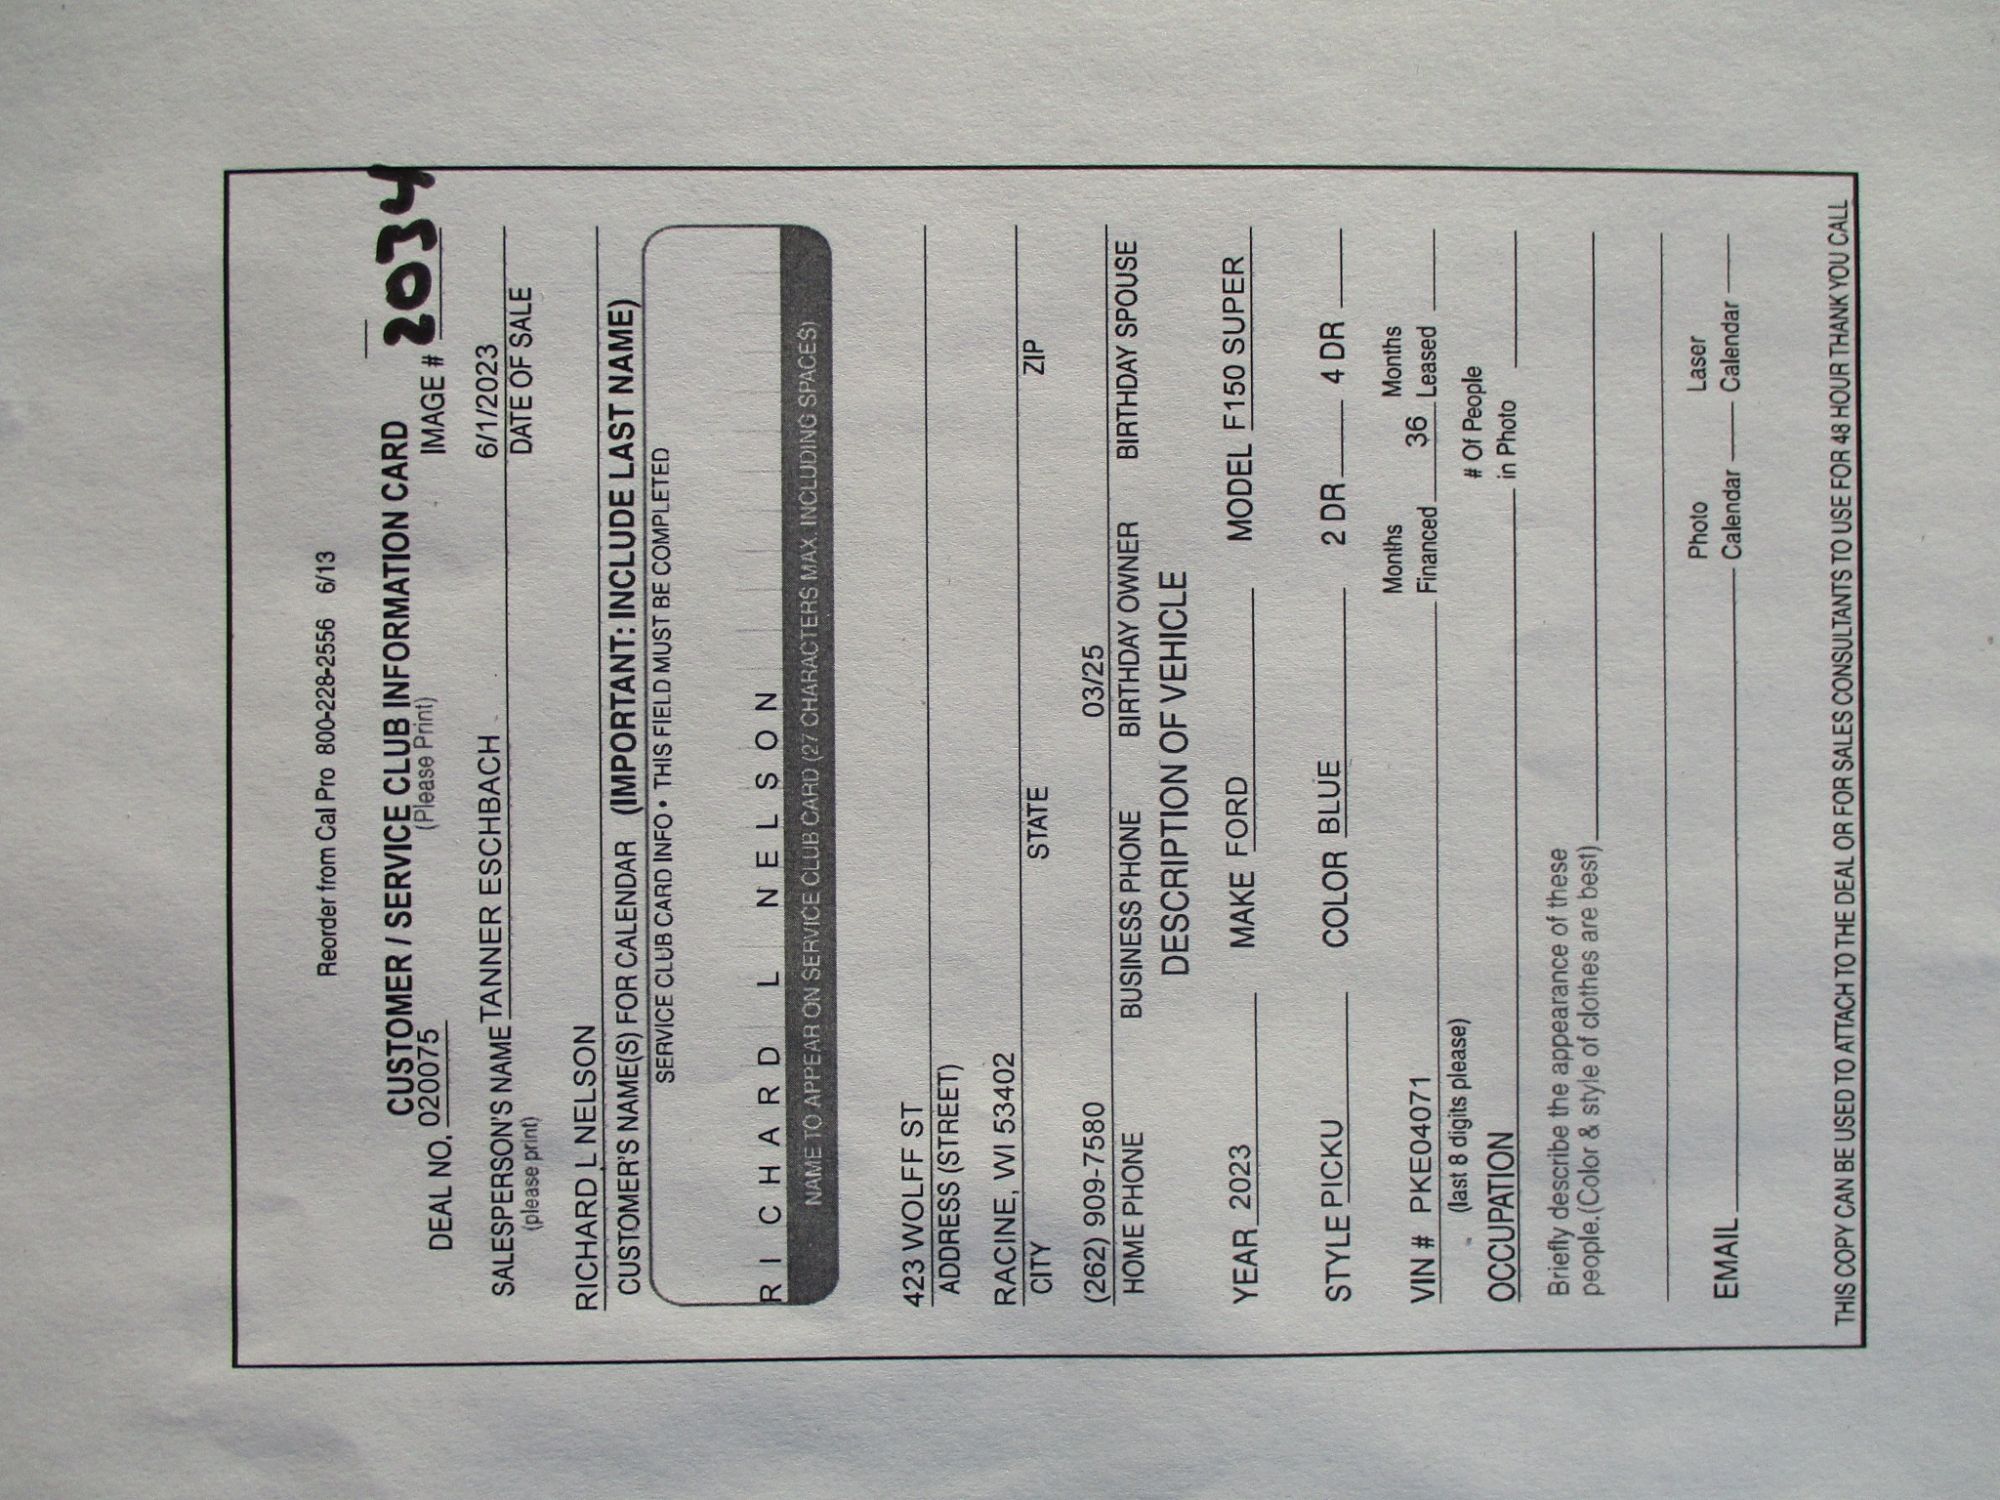 Reorder from Cal Pro 800-228-2556 6/13
CUSTOMER / SERVICE CLUB INFORMATION CARD
DEAL NO. 020075 (Please Print) IMAGE # 2034
SALESPERSON'S NAME TANNER ESCHBACH 6/1/2023
(please print) DATE OF SALE
RICHARD L NELSON
CUSTOMER'S NAME(S) FOR CALENDAR (IMPORTANT: INCLUDE LAST NAME)
SERVICE CLUB CARD INFO • THIS FIELD MUST BE COMPLETED
R I C H A R D L N E L S O N
NAME TO APPEAR ON SERVICE CLUB CARD (27 CHARACTERS MAX. INCLUDING SPACES)
423 WOLFF ST
ADDRESS (STREET)
RACINE, WI 53402
CITY STATE ZIP
(262) 909-7580 03/25
HOME PHONE BUSINESS PHONE BIRTHDAY OWNER BIRTHDAY SPOUSE
DESCRIPTION OF VEHICLE
YEAR 2023 MAKE FORD MODEL F150 SUPER
STYLE PICKU COLOR BLUE 2 DR 4 DR
Months Months
VIN # PKE04071 Financed 36 Leased
(last 8 digits please) # Of People
OCCUPATION in Photo
Briefly describe the appearance of these
people.(Color & style of clothes are best)
Photo Laser
EMAIL Calendar Calendar
THIS COPY CAN BE USED TO ATTACH TO THE DEAL OR FOR SALES CONSULTANTS TO USE FOR 48 HOUR THANK YOU CALL